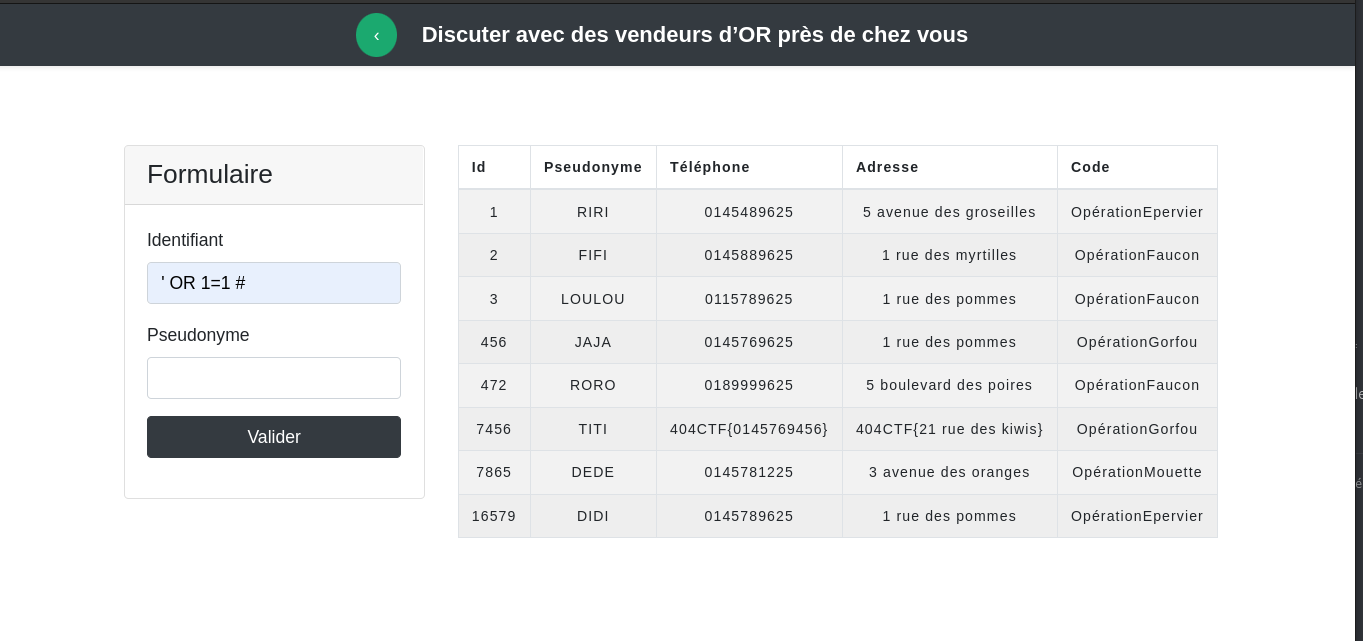 ‹ Discuter avec des vendeurs d’OR près de chez vous
Formulaire
Identifiant
' OR 1=1 #
Pseudonyme
Valider
Id Pseudonyme Téléphone Adresse Code
1 RIRI 0145489625 5 avenue des groseilles OpérationEpervier
2 FIFI 0145889625 1 rue des myrtilles OpérationFaucon
3 LOULOU 0115789625 1 rue des pommes OpérationFaucon
456 JAJA 0145769625 1 rue des pommes OpérationGorfou
472 RORO 0189999625 5 boulevard des poires OpérationFaucon
7456 TITI 404CTF{0145769456} 404CTF{21 rue des kiwis} OpérationGorfou
7865 DEDE 0145781225 3 avenue des oranges OpérationMouette
16579 DIDI 0145789625 1 rue des pommes OpérationEpervier